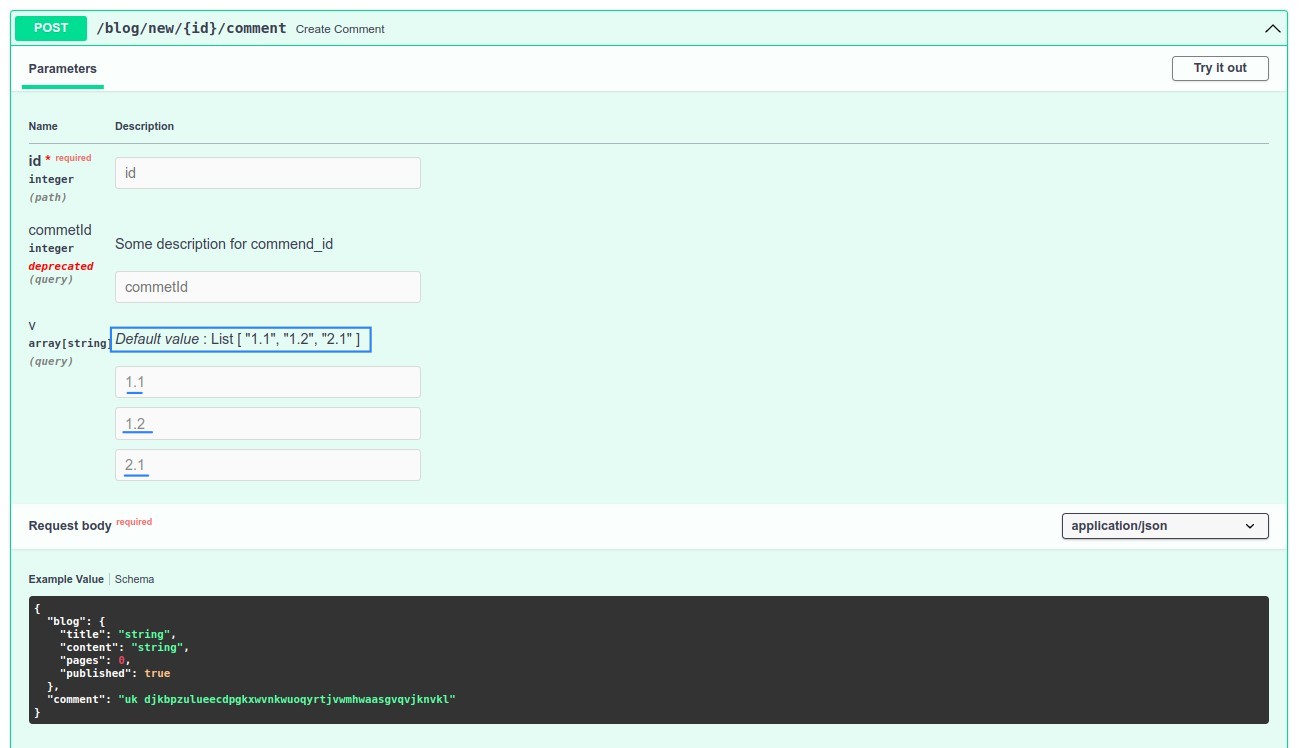 POST /blog/new/{id}/comment Create Comment
Parameters Try it out
Name Description
id * required
integer
(path)
id
commetId
integer
deprecated
(query)
Some description for commend_id
commetId
v
array[string]
(query)
Default value : List [ "1.1", "1.2", "2.1" ]
1.1
1.2
2.1
Request body required application/json
Example Value Schema
{
"blog": {
"title": "string",
"content": "string",
"pages": 0,
"published": true
},
"comment": "uk djkbpzulueecdpgkxwvnkwuoqyrtjvwmhwaasgvqvjknvkl"
}